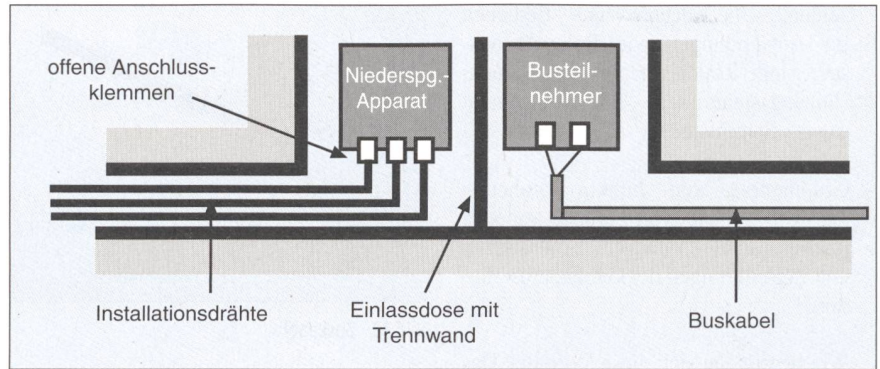 offene Anschluss-
klemmen
Niederspg.-
Apparat
Busteil-
nehmer
Installationsdrähte
Einlassdose mit
Trennwand
Buskabel